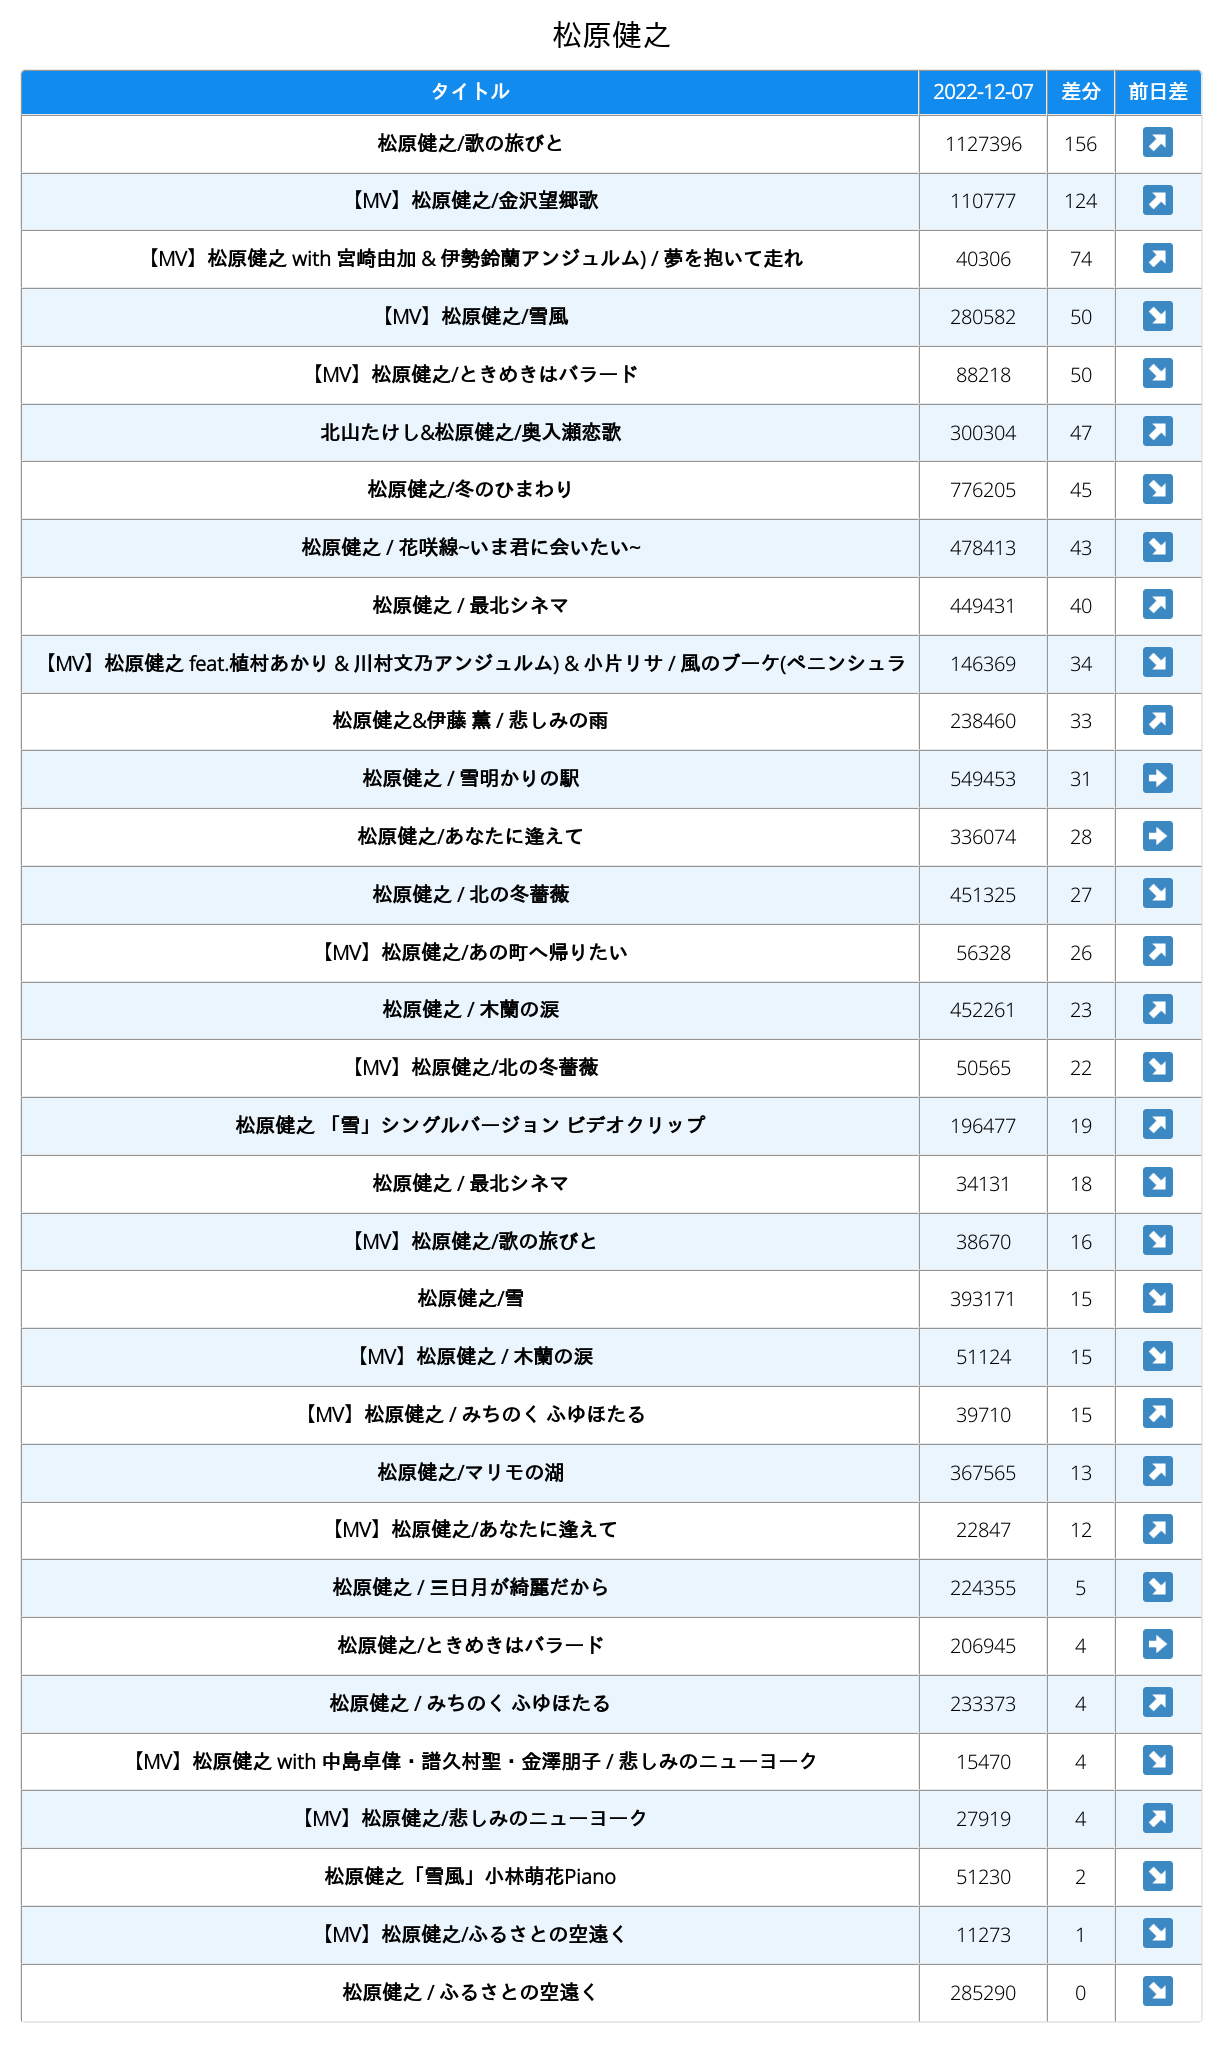 松原健之
タイトル 2022-12-07 差分 前日差
松原健之/歌の旅びと 1127396 156 ↗
【MV】松原健之/金沢望郷歌 110777 124 ↗
【MV】松原健之 with 宮崎由加 & 伊勢鈴蘭アンジュルム) / 夢を抱いて走れ 40306 74 ↗
【MV】松原健之/雪風 280582 50 ↘
【MV】松原健之/ときめきはバラード 88218 50 ↘
北山たけし&松原健之/奥入瀬恋歌 300304 47 ↗
松原健之/冬のひまわり 776205 45 ↘
松原健之 / 花咲線~いま君に会いたい~ 478413 43 ↘
松原健之 / 最北シネマ 449431 40 ↗
【MV】松原健之 feat.植村あかり & 川村文乃アンジュルム) & 小片リサ / 風のブーケ(ペニンシュラ 146369 34 ↘
松原健之&伊藤 薫 / 悲しみの雨 238460 33 ↗
松原健之 / 雪明かりの駅 549453 31 ➡
松原健之/あなたに逢えて 336074 28 ➡
松原健之 / 北の冬薔薇 451325 27 ↘
【MV】松原健之/あの町へ帰りたい 56328 26 ↗
松原健之 / 木蘭の涙 452261 23 ↗
【MV】松原健之/北の冬薔薇 50565 22 ↘
松原健之 「雪」シングルバージョン ビデオクリップ 196477 19 ↗
松原健之 / 最北シネマ 34131 18 ↘
【MV】松原健之/歌の旅びと 38670 16 ↘
松原健之/雪 393171 15 ↘
【MV】松原健之 / 木蘭の涙 51124 15 ↘
【MV】松原健之 / みちのく ふゆほたる 39710 15 ↗
松原健之/マリモの湖 367565 13 ↗
【MV】松原健之/あなたに逢えて 22847 12 ↗
松原健之 / 三日月が綺麗だから 224355 5 ↘
松原健之/ときめきはバラード 206945 4 ➡
松原健之 / みちのく ふゆほたる 233373 4 ↗
【MV】松原健之 with 中島卓偉・譜久村聖・金澤朋子 / 悲しみのニューヨーク 15470 4 ↘
【MV】松原健之/悲しみのニューヨーク 27919 4 ↗
松原健之「雪風」小林萌花Piano 51230 2 ↘
【MV】松原健之/ふるさとの空遠く 11273 1 ↘
松原健之 / ふるさとの空遠く 285290 0 ↘